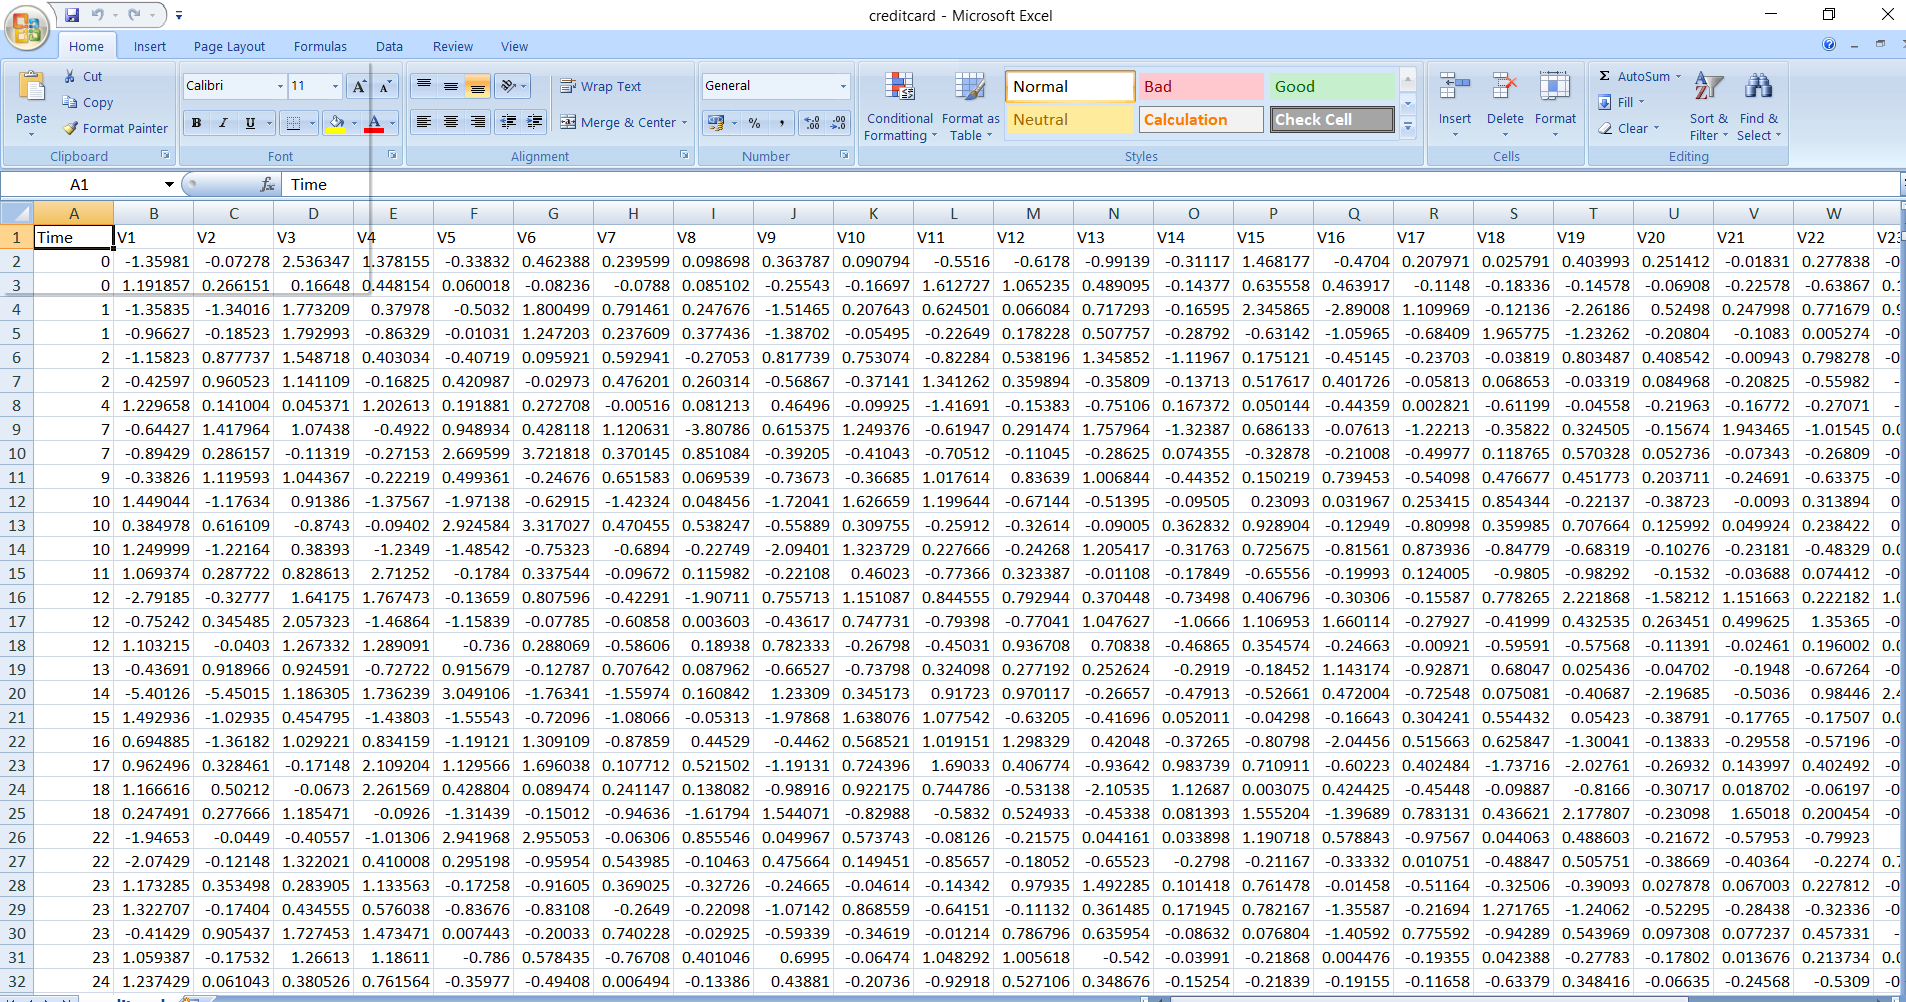 creditcard - Microsoft Excel
Home Insert Page Layout Formulas Data Review View
Paste
Cut
Copy
Format Painter
Clipboard
Calibri 11
B I U
Font
Wrap Text
Merge & Center
Alignment
General
%
Number
Conditional Formatting
Format as Table
Normal Bad Good
Neutral Calculation Check Cell
Styles
Insert Delete Format
Cells
Σ AutoSum
Fill
Clear
Sort & Filter
Find & Select
Editing
A1 fx Time
A B C D E F G H I J K L M N O P Q R S T U V W
1 Time V1 V2 V3 V4 V5 V6 V7 V8 V9 V10 V11 V12 V13 V14 V15 V16 V17 V18 V19 V20 V21 V22
2 0 -1.35981 -0.07278 2.536347 1.378155 -0.33832 0.462388 0.239599 0.098698 0.363787 0.090794 -0.5516 -0.6178 -0.99139 -0.31117 1.468177 -0.4704 0.207971 0.025791 0.403993 0.251412 -0.01831 0.277838
3 0 1.191857 0.266151 0.16648 0.448154 0.060018 -0.08236 -0.0788 0.085102 -0.25543 -0.16697 1.612727 1.065235 0.489095 -0.14377 0.635558 0.463917 -0.1148 -0.18336 -0.14578 -0.06908 -0.22578 -0.63867
4 1 -1.35835 -1.34016 1.773209 0.37978 -0.5032 1.800499 0.791461 0.247676 -1.51465 0.207643 0.624501 0.066084 0.717293 -0.16595 2.345865 -2.89008 1.109969 -0.12136 -2.26186 0.52498 0.247998 0.771679
5 1 -0.96627 -0.18523 1.792993 -0.86329 -0.01031 1.247203 0.237609 0.377436 -1.38702 -0.05495 -0.22649 0.178228 0.507757 -0.28792 -0.63142 -1.05965 -0.68409 1.965775 -1.23262 -0.20804 -0.1083 0.005274
6 2 -1.15823 0.877737 1.548718 0.403034 -0.40719 0.095921 0.592941 -0.27053 0.817739 0.753074 -0.82284 0.538196 1.345852 -1.11967 0.175121 -0.45145 -0.23703 -0.03819 0.803487 0.408542 -0.00943 0.798278
7 2 -0.42597 0.960523 1.141109 -0.16825 0.420987 -0.02973 0.476201 0.260314 -0.56867 -0.37141 1.341262 0.359894 -0.35809 -0.13713 0.517617 0.401726 -0.05813 0.068653 -0.03319 0.084968 -0.20825 -0.55982
8 4 1.229658 0.141004 0.045371 1.202613 0.191881 0.272708 -0.00516 0.081213 0.46496 -0.09925 -1.41691 -0.15383 -0.75106 0.167372 0.050144 -0.44359 0.002821 -0.61199 -0.04558 -0.21963 -0.16772 -0.27071
9 7 -0.64427 1.417964 1.07438 -0.4922 0.948934 0.428118 1.120631 -3.80786 0.615375 1.249376 -0.61947 0.291474 1.757964 -1.32387 0.686133 -0.07613 -1.22213 -0.35822 0.324505 -0.15674 1.943465 -1.01545
10 7 -0.89429 0.286157 -0.11319 -0.27153 2.669599 3.721818 0.370145 0.851084 -0.39205 -0.41043 -0.70512 -0.11045 -0.28625 0.074355 -0.32878 -0.21008 -0.49977 0.118765 0.570328 0.052736 -0.07343 -0.26809
11 9 -0.33826 1.119593 1.044367 -0.22219 0.499361 -0.24676 0.651583 0.069539 -0.73673 -0.36685 1.017614 0.83639 1.006844 -0.44352 0.150219 0.739453 -0.54098 0.476677 0.451773 0.203711 -0.24691 -0.63375
12 10 1.449044 -1.17634 0.91386 -1.37567 -1.97138 -0.62915 -1.42324 0.048456 -1.72041 1.626659 1.199644 -0.67144 -0.51395 -0.09505 0.23093 0.031967 0.253415 0.854344 -0.22137 -0.38723 -0.0093 0.313894
13 10 0.384978 0.616109 -0.8743 -0.09402 2.924584 3.317027 0.470455 0.538247 -0.55889 0.309755 -0.25912 -0.32614 -0.09005 0.362832 0.928904 -0.12949 -0.80998 0.359985 0.707664 0.125992 0.049924 0.238422
14 10 1.249999 -1.22164 0.38393 -1.2349 -1.48542 -0.75323 -0.6894 -0.22749 -2.09401 1.323729 0.227666 -0.24268 1.205417 -0.31763 0.725675 -0.81561 0.873936 -0.84779 -0.68319 -0.10276 -0.23181 -0.48329
15 11 1.069374 0.287722 0.828613 2.71252 -0.1784 0.337544 -0.09672 0.115982 -0.22108 0.46023 -0.77366 0.323387 -0.01108 -0.17849 -0.65556 -0.19993 0.124005 -0.9805 -0.98292 -0.1532 -0.03688 0.074412
16 12 -2.79185 -0.32777 1.64175 1.767473 -0.13659 0.807596 -0.42291 -1.90711 0.755713 1.151087 0.844555 0.792944 0.370448 -0.73498 0.406796 -0.30306 -0.15587 0.778265 2.221868 -1.58212 1.151663 0.222182
17 12 -0.75242 0.345485 2.057323 -1.46864 -1.15839 -0.07785 -0.60858 0.003603 -0.43617 0.747731 -0.79398 -0.77041 1.047627 -1.0666 1.106953 1.660114 -0.27927 -0.41999 0.432535 0.263451 0.499625 1.35365
18 12 1.103215 -0.0403 1.267332 1.289091 -0.736 0.288069 -0.58606 0.18938 0.782333 -0.26798 -0.45031 0.936708 0.70838 -0.46865 0.354574 -0.24663 -0.00921 -0.59591 -0.57568 -0.11391 -0.02461 0.196002
19 13 -0.43691 0.918966 0.924591 -0.72722 0.915679 -0.12787 0.707642 0.087962 -0.66527 -0.73798 0.324098 0.277192 0.252624 -0.2919 -0.18452 1.143174 -0.92871 0.68047 0.025436 -0.04702 -0.1948 -0.67264
20 14 -5.40126 -5.45015 1.186305 1.736239 3.049106 -1.76341 -1.55974 0.160842 1.23309 0.345173 0.91723 0.970117 -0.26657 -0.47913 -0.52661 0.472004 -0.72548 0.075081 -0.40687 -2.19685 -0.5036 0.98446
21 15 1.492936 -1.02935 0.454795 -1.43803 -1.55543 -0.72096 -1.08066 -0.05313 -1.97868 1.638076 1.077542 -0.63205 -0.41696 0.052011 -0.04298 -0.16643 0.304241 0.554432 0.05423 -0.38791 -0.17765 -0.17507
22 16 0.694885 -1.36182 1.029221 0.834159 -1.19121 1.309109 -0.87859 0.44529 -0.4462 0.568521 1.019151 1.298329 0.42048 -0.37265 -0.80798 -2.04456 0.515663 0.625847 -1.30041 -0.13833 -0.29558 -0.57196
23 17 0.962496 0.328461 -0.17148 2.109204 1.129566 1.696038 0.107712 0.521502 -1.19131 0.724396 1.69033 0.406774 -0.93642 0.983739 0.710911 -0.60223 0.402484 -1.73716 -2.02761 -0.26932 0.143997 0.402492
24 18 1.166616 0.50212 -0.0673 2.261569 0.428804 0.089474 0.241147 0.138082 -0.98916 0.922175 0.744786 -0.53138 -2.10535 1.12687 0.003075 0.424425 -0.45448 -0.09887 -0.8166 -0.30717 0.018702 -0.06197
25 18 0.247491 0.277666 1.185471 -0.0926 -1.31439 -0.15012 -0.94636 -1.61794 1.544071 -0.82988 -0.5832 0.524933 -0.45338 0.081393 1.555204 -1.39689 0.783131 0.436621 2.177807 -0.23098 1.65018 0.200454
26 22 -1.94653 -0.0449 -0.40557 -1.01306 2.941968 2.955053 -0.06306 0.855546 0.049967 0.573743 -0.08126 -0.21575 0.044161 0.033898 1.190718 0.578843 -0.97567 0.044063 0.488603 -0.21672 -0.57953 -0.79923
27 22 -2.07429 -0.12148 1.322021 0.410008 0.295198 -0.95954 0.543985 -0.10463 0.475664 0.149451 -0.85657 -0.18052 -0.65523 -0.2798 -0.21167 -0.33332 0.010751 -0.48847 0.505751 -0.38669 -0.40364 -0.2274
28 23 1.173285 0.353498 0.283905 1.133563 -0.17258 -0.91605 0.369025 -0.32726 -0.24665 -0.04614 -0.14342 0.97935 1.492285 0.101418 0.761478 -0.01458 -0.51164 -0.32506 -0.39093 0.027878 0.067003 0.227812
29 23 1.322707 -0.17404 0.434555 0.576038 -0.83676 -0.83108 -0.2649 -0.22098 -1.07142 0.868559 -0.64151 -0.11132 0.361485 0.171945 0.782167 -1.35587 -0.21694 1.271765 -1.24062 -0.52295 -0.28438 -0.32336
30 23 -0.41429 0.905437 1.727453 1.473471 0.007443 -0.20033 0.740228 -0.02925 -0.59339 -0.34619 -0.01214 0.786796 0.635954 -0.08632 0.076804 -1.40592 0.775592 -0.94289 0.543969 0.097308 0.077237 0.457331
31 23 1.059387 -0.17532 1.26613 1.18611 -0.786 0.578435 -0.76708 0.401046 0.6995 -0.06474 1.048292 1.005618 -0.542 -0.03991 -0.21868 0.004476 -0.19355 0.042388 -0.27783 -0.17802 0.013676 0.213734
32 24 1.237429 0.061043 0.380526 0.761564 -0.35977 -0.49408 0.006494 -0.13386 0.43881 -0.20736 -0.92918 0.527106 0.348676 -0.15254 -0.21839 -0.19155 -0.11658 -0.63379 0.348416 -0.06635 -0.24568 -0.5309